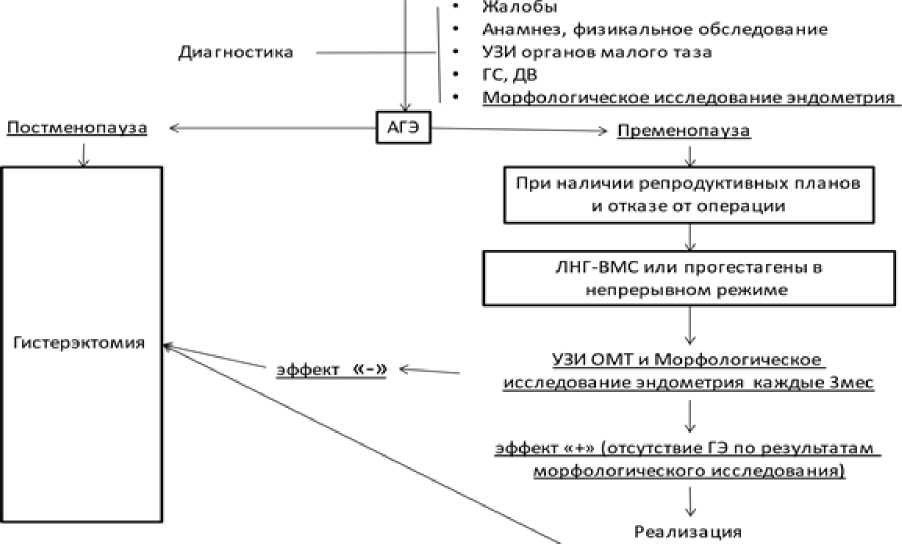 • Жалобы
• Анамнез, физикальное обследование
Диагностика
• УЗИ органов малого таза
• ГС, ДВ
• Морфологическое исследование эндометрия
Постменопауза
АГЭ
Пременопауза
При наличии репродуктивных планов
и отказе от операции
ЛНГ-ВМС или прогестагены в
непрерывном режиме
Гистерэктомия
эффект «-»
УЗИ ОМТ и Морфологическое
исследование эндометрия каждые 3мес
эффект «+» (отсутствие ГЭ по результатам
морфологического исследования)
Реализация